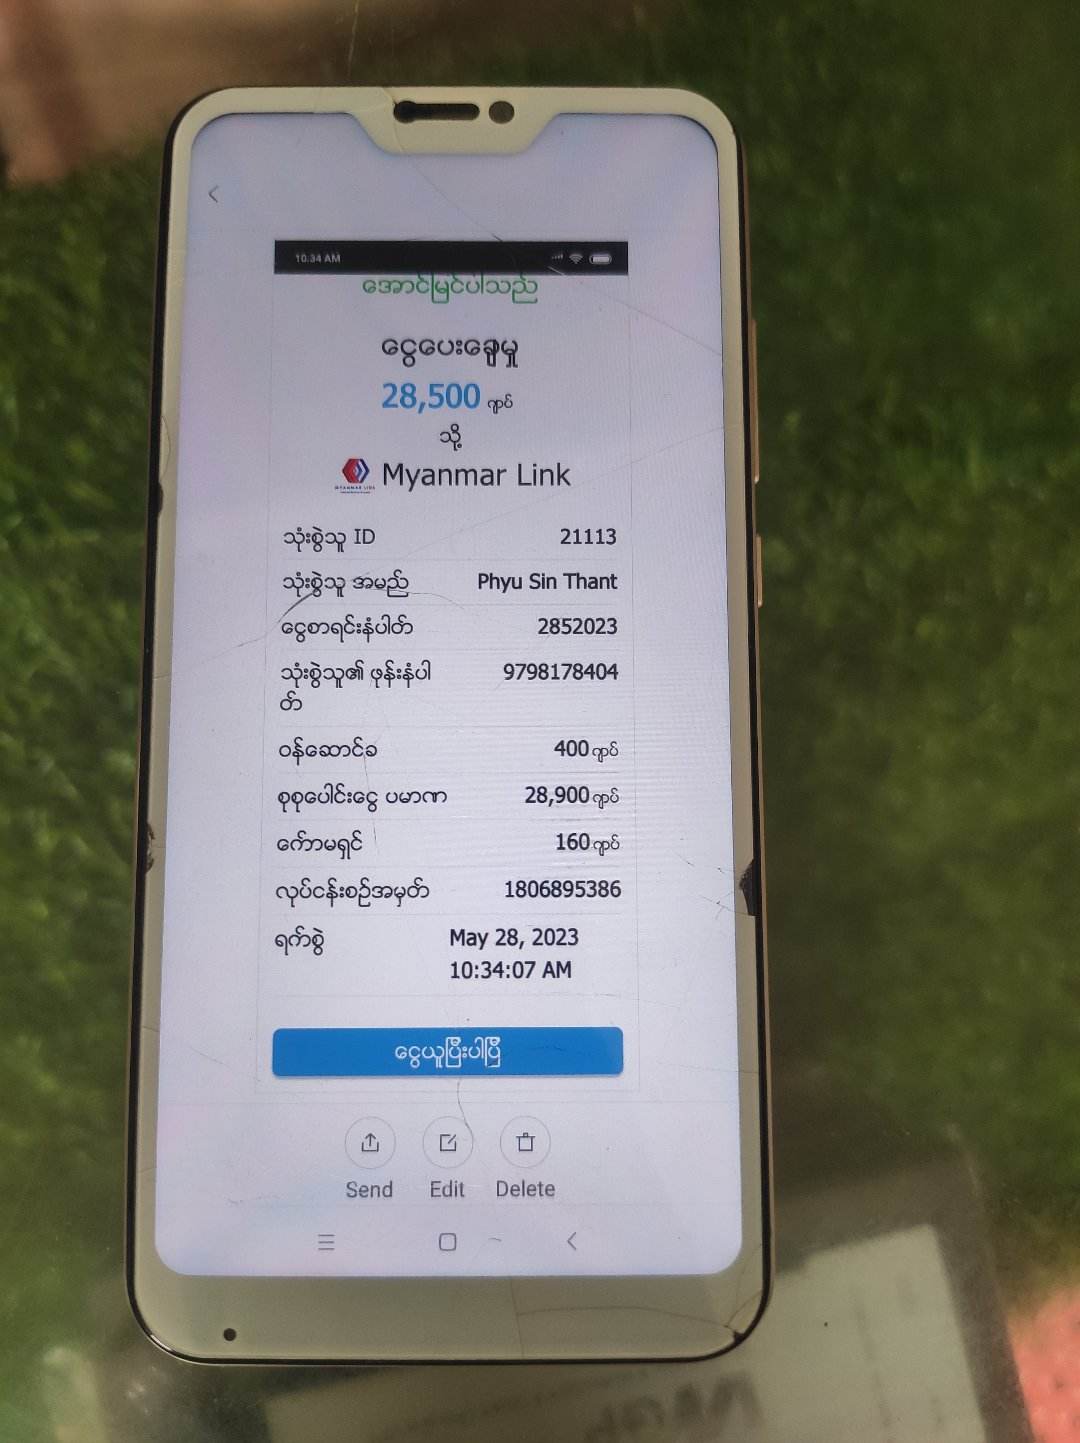 10.34 AM
အောင်မြင်ပါသည်
ငွေပေးချေမှု
28,500 ကျပ်
သို့
MYANMAR LINK
Myanmar Link
သုံးစွဲသူ ID 21113
သုံးစွဲသူ အမည် Phyu Sin Thant
ငွေစာရင်းနံပါတ် 2852023
သုံးစွဲသူ၏ ဖုန်းနံပါ 9798178404
တ်
ဝန်ဆောင်ခ 400 ကျပ်
စုစုပေါင်းငွေ ပမာဏ 28,900 ကျပ်
ကော်မရှင် 160 ကျပ်
လုပ်ငန်းစဉ်အမှတ် 1806895386
ရက်စွဲ May 28, 2023
10:34:07 AM
ငွေယူပြီးပါပြီ
Send Edit Delete